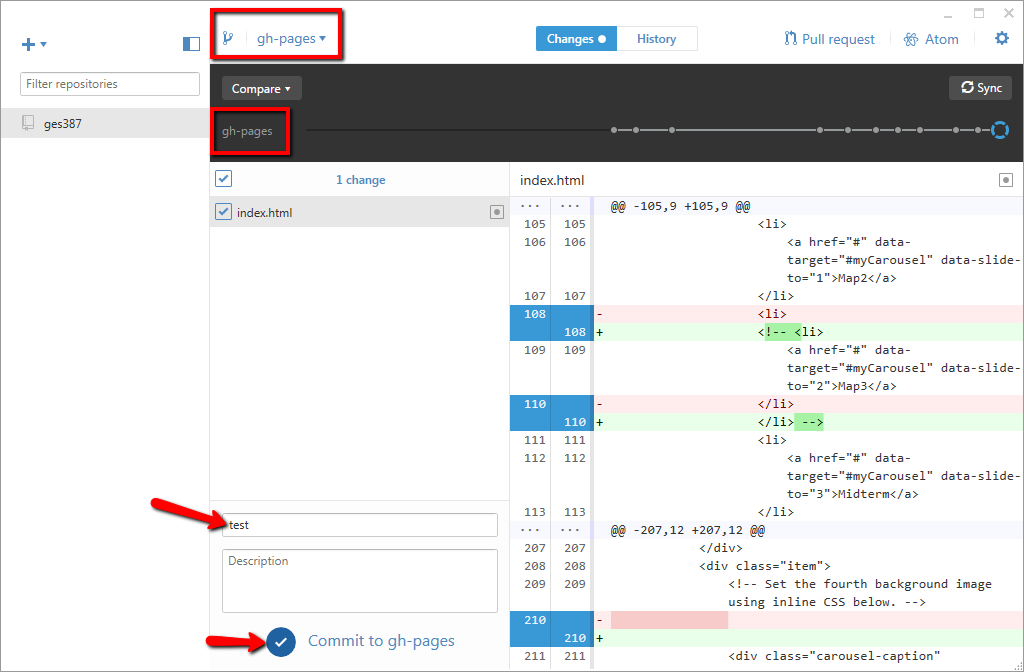 gh-pages
Changes
History
Pull request
Atom
Filter repositories
ges387
Compare
Sync
gh-pages
1 change
index.html
index.html
... ... @@ -105,9 +105,9 @@
105 105 <li>
106 106 <a href="#" data-
target="#myCarousel" data-slide-
to="1">Map2</a>
107 107 </li>
108 - <li>
108 + <!-- <li>
109 109 <a href="#" data-
target="#myCarousel" data-slide-
to="2">Map3</a>
110 - </li>
110 + </li> -->
111 111 <li>
112 112 <a href="#" data-
target="#myCarousel" data-slide-
to="3">Midterm</a>
113 113 </li>
... ... @@ -207,12 +207,12 @@
207 207 </div>
208 208 <div class="item">
209 209 <!-- Set the fourth background image
using inline CSS below. -->
210 -
210 +
211 211 <div class="carousel-caption"
test
Description
Commit to gh-pages